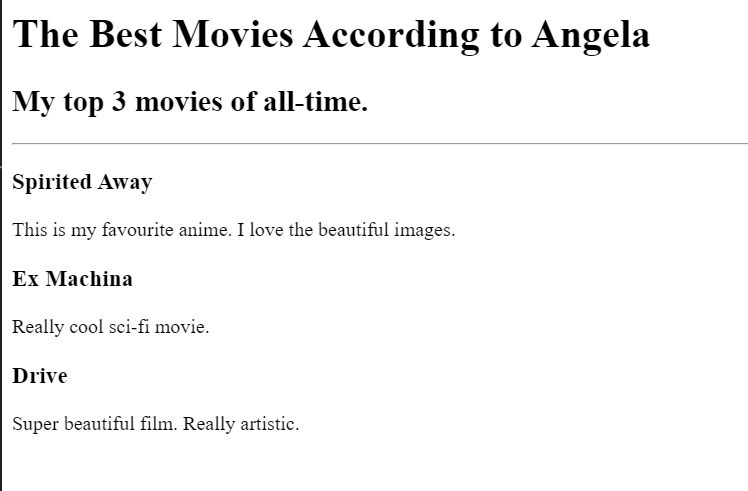 The Best Movies According to Angela
My top 3 movies of all-time.
Spirited Away
This is my favourite anime. I love the beautiful images.
Ex Machina
Really cool sci-fi movie.
Drive
Super beautiful film. Really artistic.